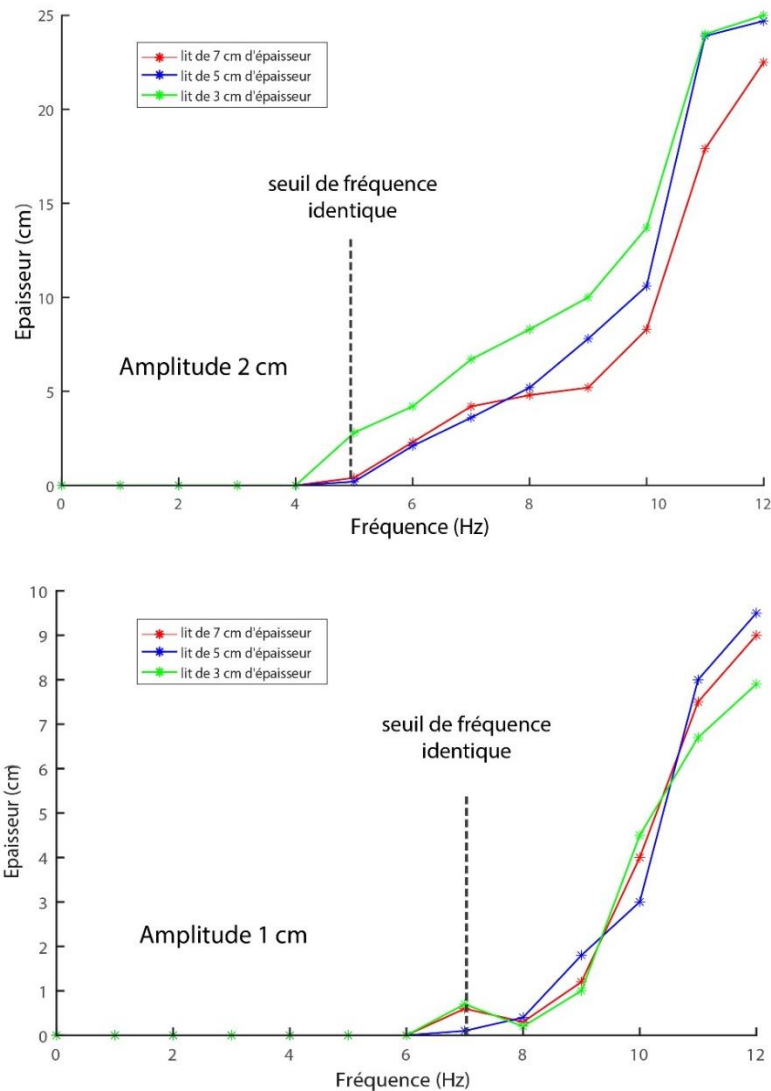 25
lit de 7 cm d'épaisseur
lit de 5 cm d'épaisseur
lit de 3 cm d'épaisseur
20
seuil de fréquence
identique
15
Epaisseur (cm)
10
Amplitude 2 cm
5
0
0 2 4 6 8 10 12
Fréquence (Hz)
10
lit de 7 cm d'épaisseur
lit de 5 cm d'épaisseur
lit de 3 cm d'épaisseur
9
8
7
seuil de fréquence
identique
6
Epaisseur (cm)
5
4
3
Amplitude 1 cm
2
1
0
0 2 4 6 8 10 12
Fréquence (Hz)